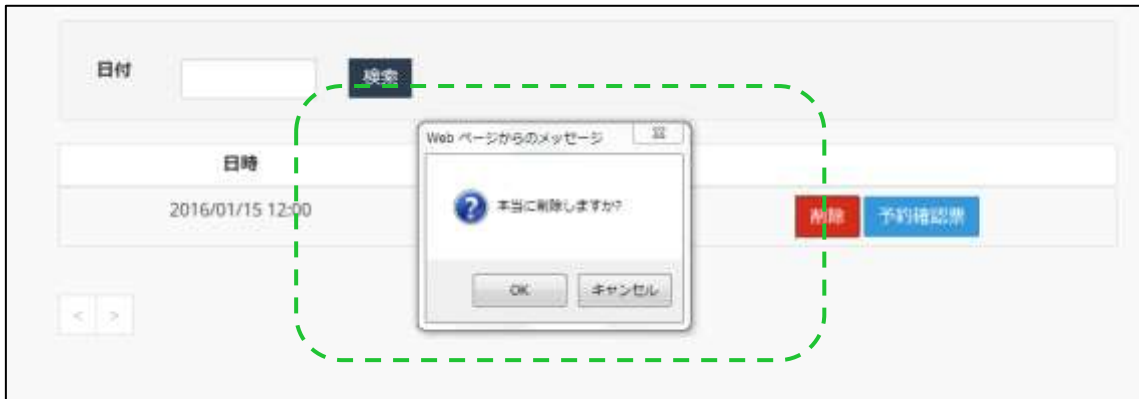 日付
検索
Web ページからのメッセージ
日時
本当に削除しますか?
2016/01/15 12:00
削除
予約確認票
OK
キャンセル
< >